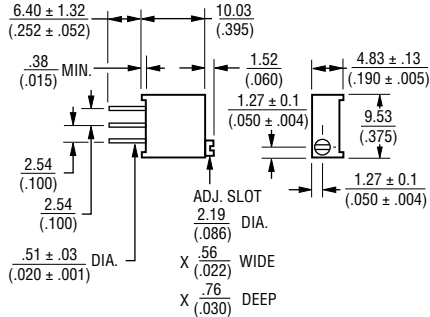 6.40 ± 1.32
(.252 ± .052)
10.03
(.395)
.38
(.015)
MIN.
1.52
(.060)
4.83 ± .13
(.190 ± .005)
1.27 ± 0.1
(.050 ± .004)
9.53
(.375)
2.54
(.100)
2.54
(.100)
1.27 ± 0.1
(.050 ± .004)
.51 ± .03
(.020 ± .001)
DIA.
ADJ. SLOT
2.19
(.086)
DIA.
X .56
(.022)
WIDE
X .76
(.030)
DEEP